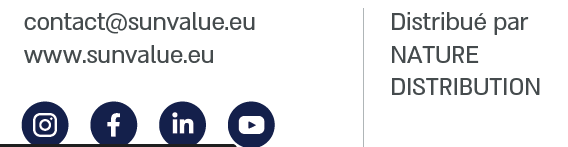 contact@sunvalue.eu
www.sunvalue.eu
Distribué par
NATURE
DISTRIBUTION